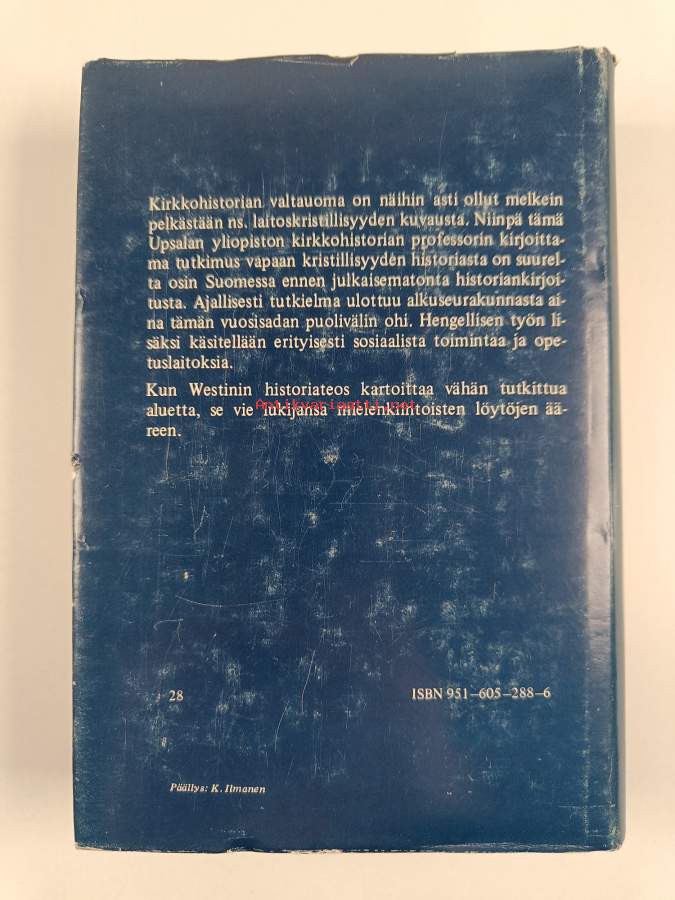 Kirkkohistorian valtauoma on näihin asti ollut melkein
pelkästään ns. laitoskristillisyyden kuvausta. Niinpä tämä
Upsalan yliopiston kirkkohistorian professorin kirjoitta-
ma tutkimus vapaan kristillisyyden historiasta on suurel-
ta osin Suomessa ennen julkaisematonta historiankirjoi-
tusta. Ajallisesti tutkielma ulottuu alkuseurakunnasta ai-
na tämän vuosisadan puolivälin ohi. Hengellisen työn li-
säksi käsitellään erityisesti sosiaalista toimintaa ja ope-
tuslaitoksia.
Kun Westinin historiateos kartoittaa vähän tutkittua
aluetta, se vie lukijansa mielenkiintoisten löytöjen ää-
Antikvariaatti.net
reen.
28
ISBN 951-605-288-6
Päällys: K. Ilmanen